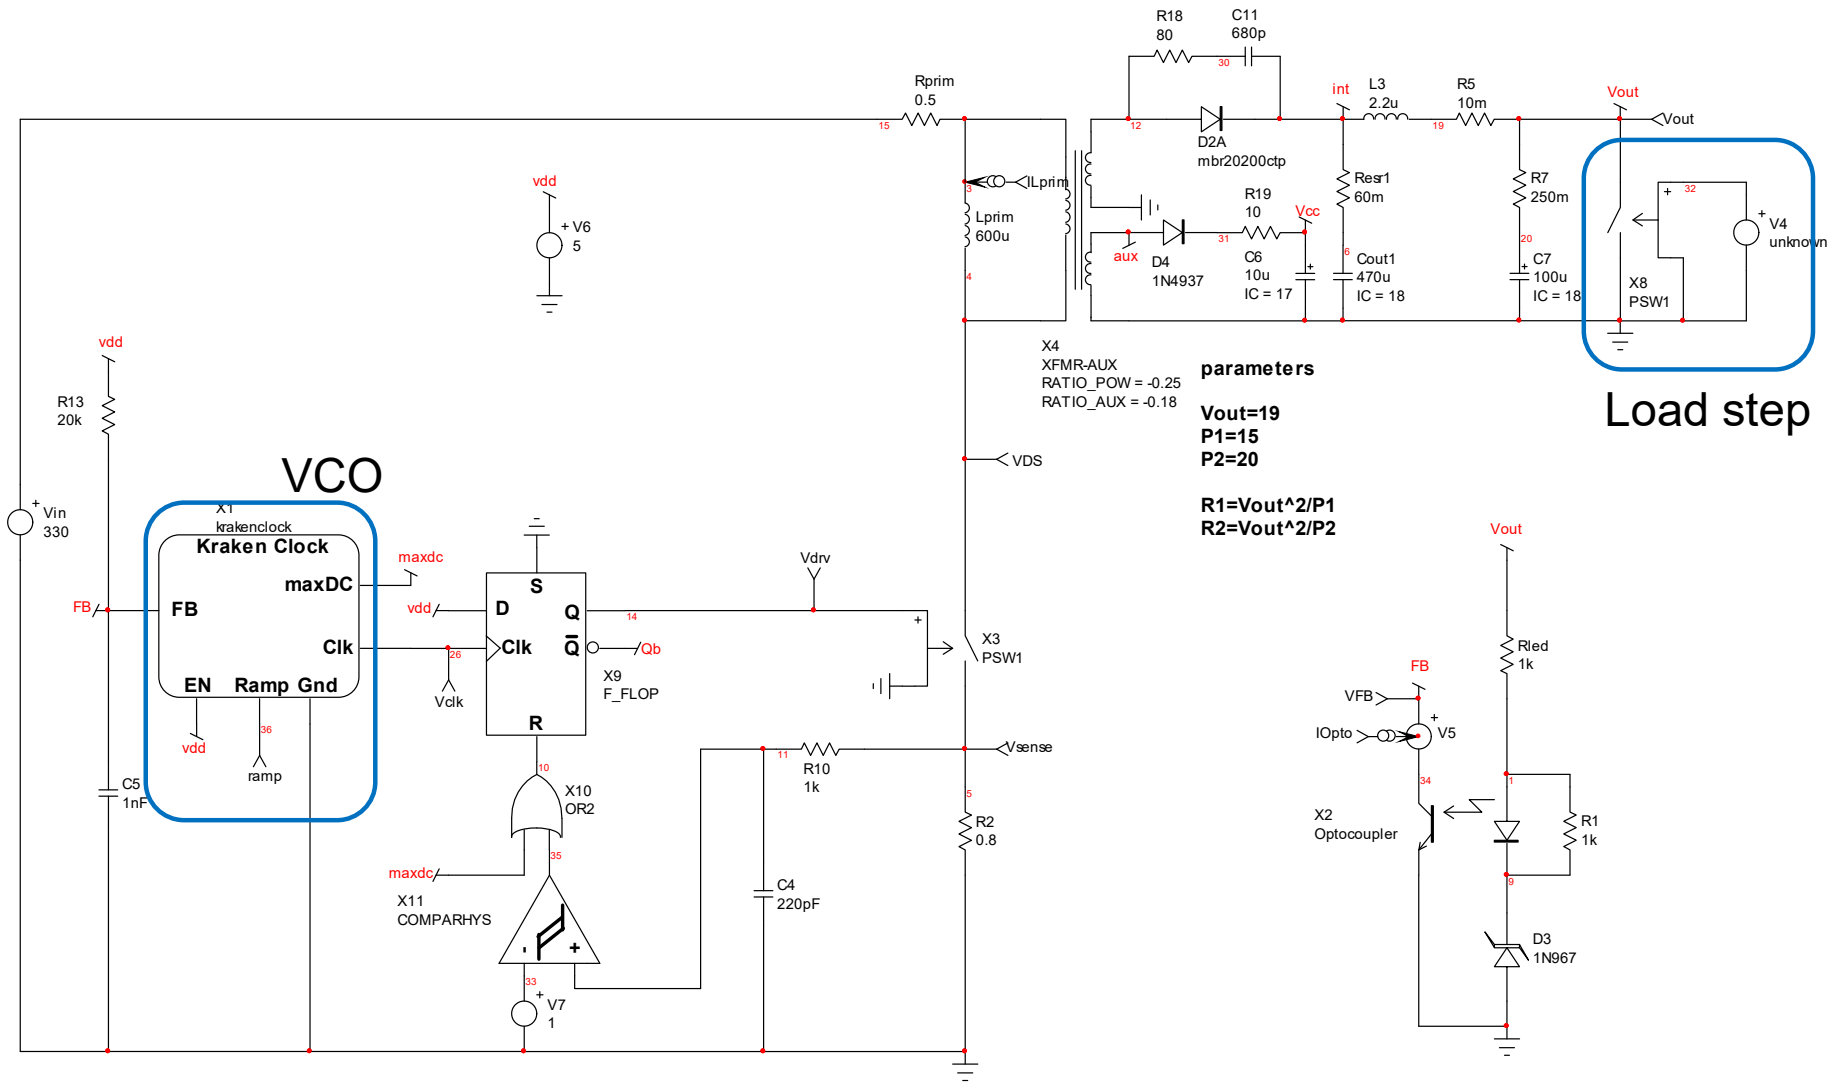 R18
80
C11
680p
30
Rprim
0.5
15
12
D2A
mbr20200ctp
int
L3
2.2u
19
R5
10m
Vout
Vout
vdd
+
V6
5
3
ILprim
Lprim
600u
4
aux
D4
1N4937
R19
10
31
Vcc
C6
10u
IC = 17
+
Resr1
60m
6
Cout1
470u
IC = 18
R7
250m
20
+
C7
100u
IC = 18
+
32
+
V4
unknown
X8
PSW1
Load step
X4
XFMR-AUX
RATIO_POW = -0.25
RATIO_AUX = -0.18
parameters
Vout=19
P1=15
P2=20
R1=Vout^2/P1
R2=Vout^2/P2
vdd
R13
20k
VCO
+
Vin
330
X1
krakenclock
Kraken Clock
maxDC
maxdc
FB
FB
Clk
EN
Ramp
Gnd
vdd
36
ramp
C5
1nF
vdd
26
Vclk
S
D
Q
Clk
Q
R
14
Qb
X9
F_FLOP
Vdrv
+
X3
PSW1
VDS
Vsense
11
R10
1k
5
R2
0.8
10
X10
OR2
35
maxdc
X11
COMPARHYS
-
+
33
+
V7
1
C4
220pF
Vout
Rled
1k
FB
VFB
+
V5
IOpto
34
X2
Optocoupler
1
R1
1k
9
D3
1N967